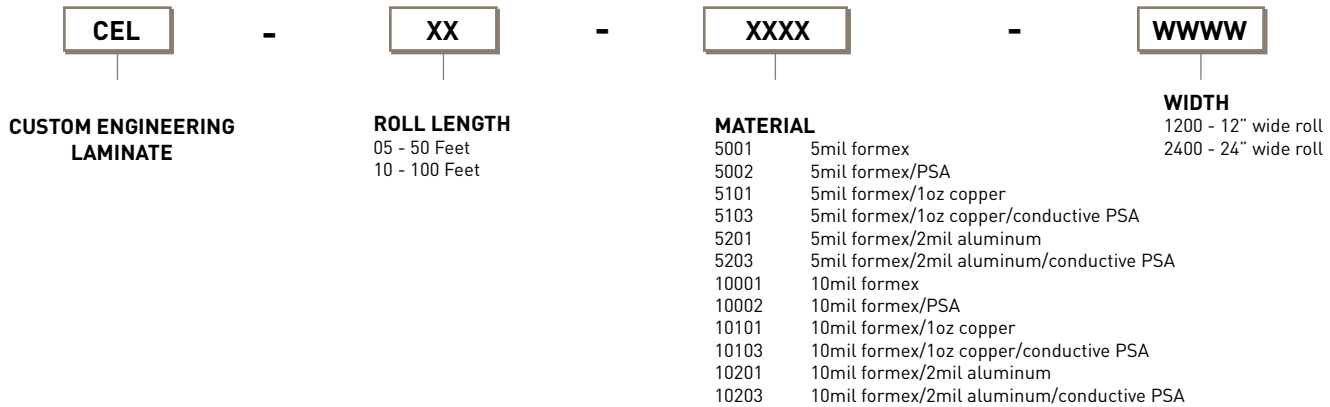 CEL - XX - XXXX - WWWW
CUSTOM ENGINEERING
LAMINATE
ROLL LENGTH
05 - 50 Feet
10 - 100 Feet
MATERIAL
5001 5mil formex
5002 5mil formex/PSA
5101 5mil formex/1oz copper
5103 5mil formex/1oz copper/conductive PSA
5201 5mil formex/2mil aluminum
5203 5mil formex/2mil aluminum/conductive PSA
10001 10mil formex
10002 10mil formex/PSA
10101 10mil formex/1oz copper
10103 10mil formex/1oz copper/conductive PSA
10201 10mil formex/2mil aluminum
10203 10mil formex/2mil aluminum/conductive PSA
WIDTH
1200 - 12” wide roll
2400 - 24” wide roll